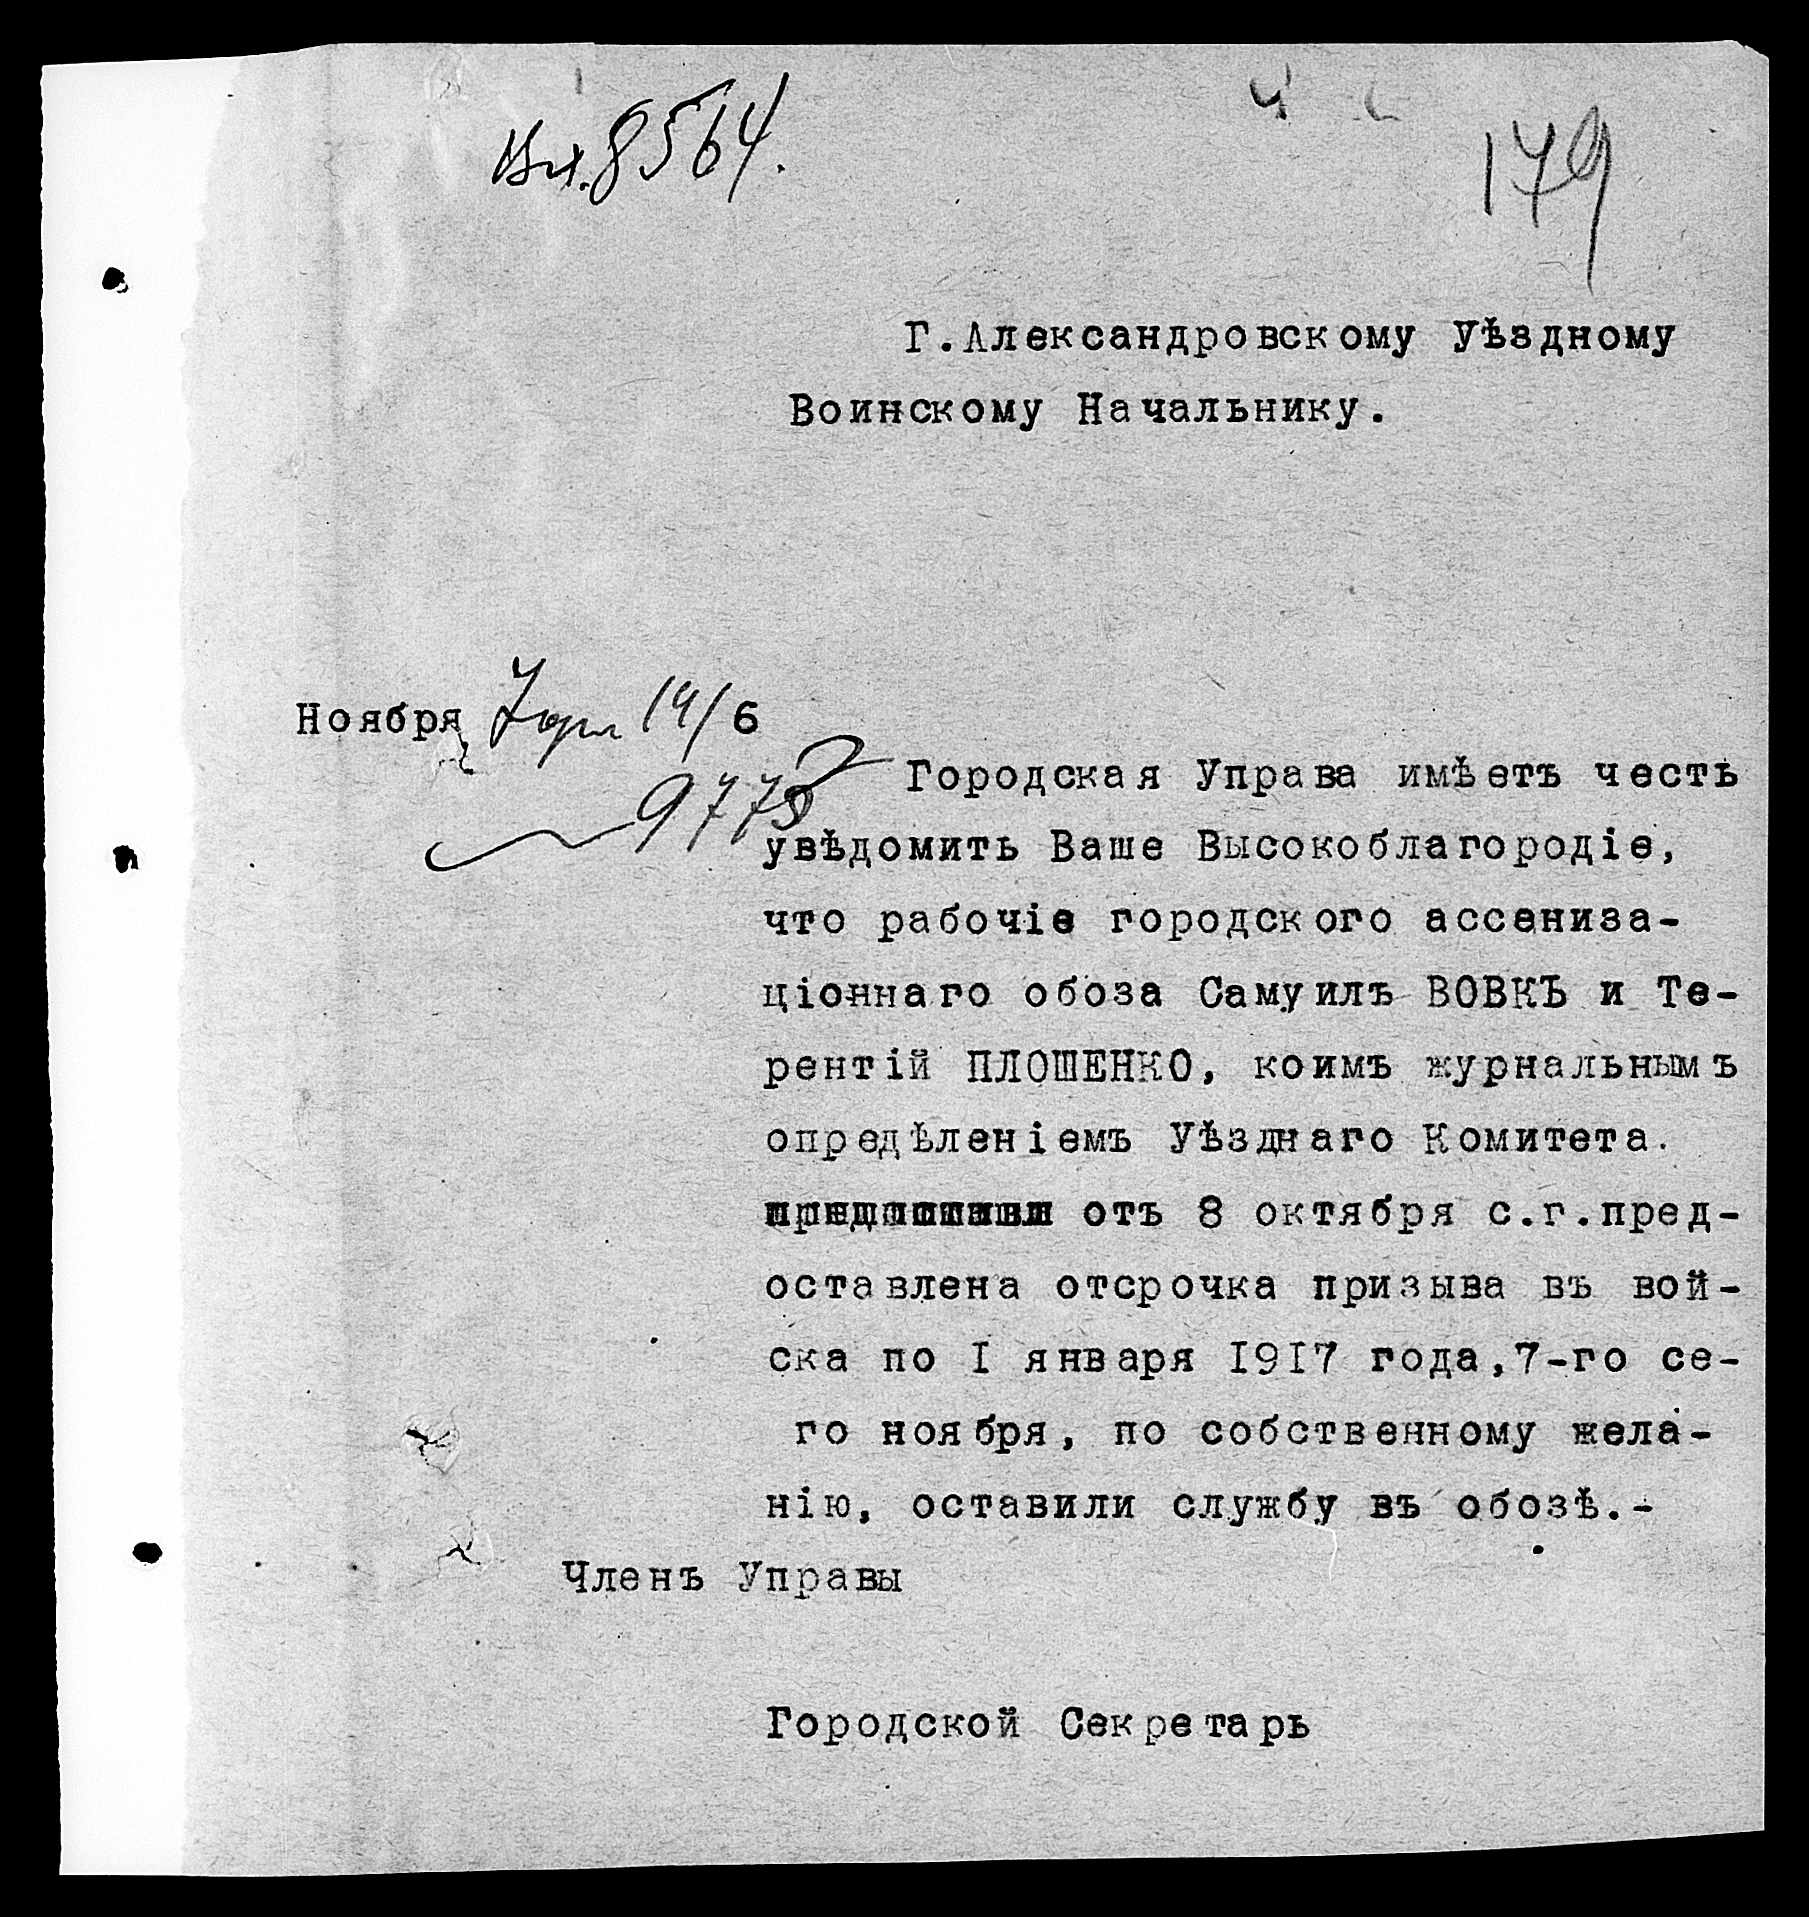 Вх. 8564.
179
Г.Александровскому Уѣздному
Воинскому Начальнику.
Ноября 14/6
9778
Городская Управа имѣетъ честь
увѣдомить Ваше Высокоблагородіе,
что рабочіе городского ассениза-
ціоннаго обоза Самуилъ ВОВКЪ и Те-
рентій ПЛОШЕНКО, коимъ журнальнымъ
опредѣленіемъ Уѣзднаго Комитета.
отъ 8 октября с.г.пред-
оставлена отсрочка призыва въ вой-
ска по I января I9I7 года,7-го се-
го ноября, по собственному жела-
нію, оставили службу въ обозѣ.-
Членъ Управы
Городской Секретарь